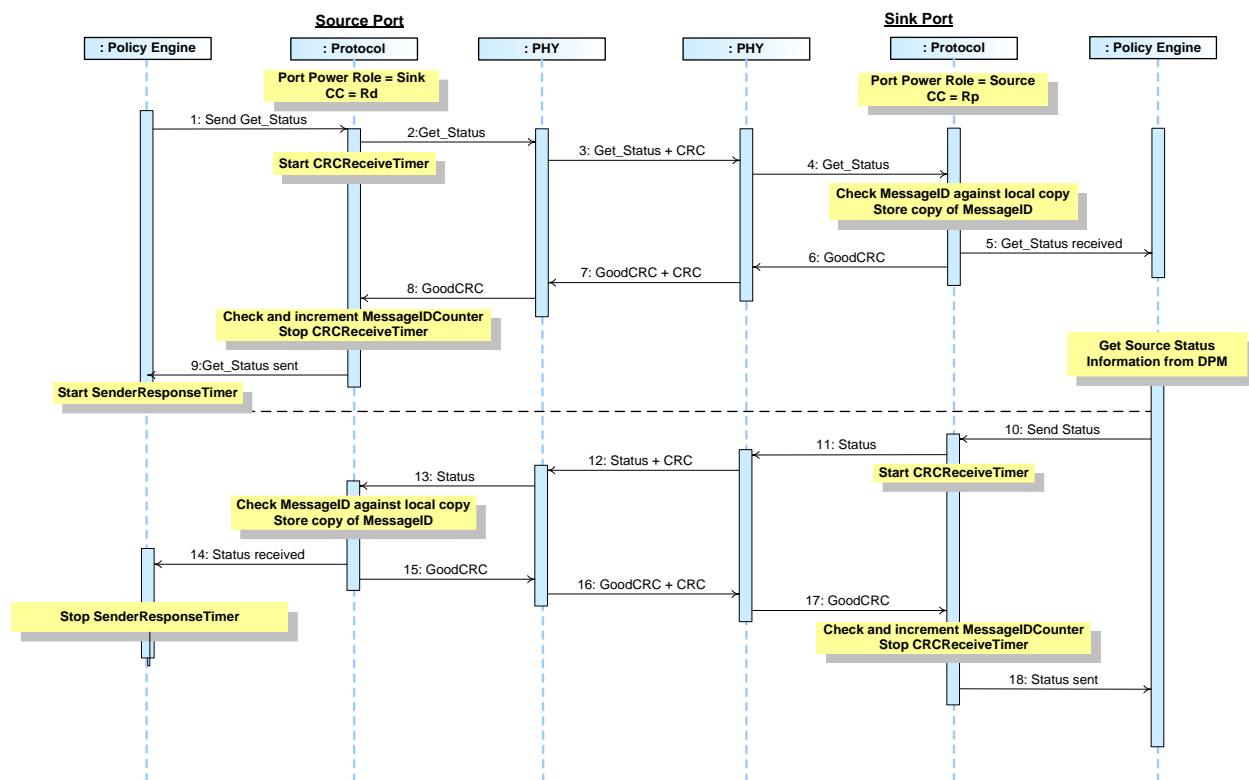 Source Port
Sink Port
: Policy Engine
: Protocol
: PHY
: PHY
: Protocol
: Policy Engine
Port Power Role = Sink
CC = Rd
Port Power Role = Source
CC = Rp
1: Send Get_Status
2:Get_Status
Start CRCReceiveTimer
3: Get_Status + CRC
4: Get_Status
Check MessageID against local copy
Store copy of MessageID
5: Get_Status received
6: GoodCRC
7: GoodCRC + CRC
8: GoodCRC
Check and increment MessageIDCounter
Stop CRCReceiveTimer
9:Get_Status sent
Start SenderResponseTimer
Get Source Status
Information from DPM
10: Send Status
11: Status
Start CRCReceiveTimer
12: Status + CRC
13: Status
Check MessageID against local copy
Store copy of MessageID
14: Status received
15: GoodCRC
16: GoodCRC + CRC
17: GoodCRC
Stop SenderResponseTimer
Check and increment MessageIDCounter
Stop CRCReceiveTimer
18: Status sent